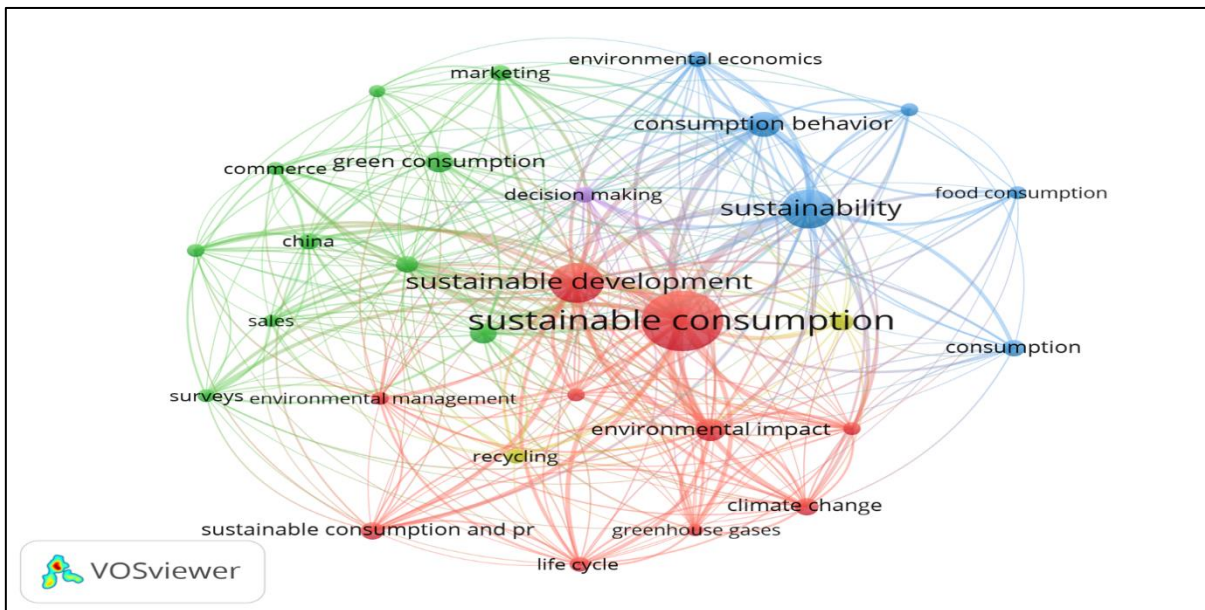 environmental economics
marketing
consumption behavior
green consumption
commerce
decision making
food consumption
sustainability
china
sustainable development
sustainable consumption
sales
consumption
surveys
environmental management
environmental impact
recycling
climate change
sustainable consumption and pr
greenhouse gases
life cycle
VOSviewer